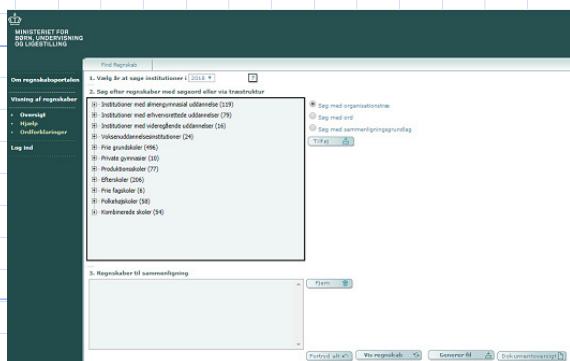 MINISTERIET FOR
BØRN, UNDERVISNING
OG LIGESTILLING
Find Regnskab
Om regnskabsportalen
Visning af regnskaber
Oversigt
Hjælp
Ordforklaringer
Log ind
1. Vælg år at søge institutioner i 2018 ?
2. Søg efter regnskaber med søgeord eller via træstruktur
Institutioner med almengymnasial uddannelse (119)
Institutioner med erhvervsrettede uddannelser (79)
Institutioner med videregående uddannelser (16)
Voksenuddannelsesinstitutioner (24)
Frie grundskoler (496)
Private gymnasier (10)
Produktionsskoler (77)
Efterskoler (206)
Frie fagskoler (6)
Folkehøjskoler (58)
Kombinerede skoler (54)
Søg med organisationstræ
Søg med ord
Søg med sammenligningsgrundlag
Tilføj
3. Regnskaber til sammenligning
Fjern
Fortryd alt
Vis regnskab
Generer fil
Dokumentoversigt